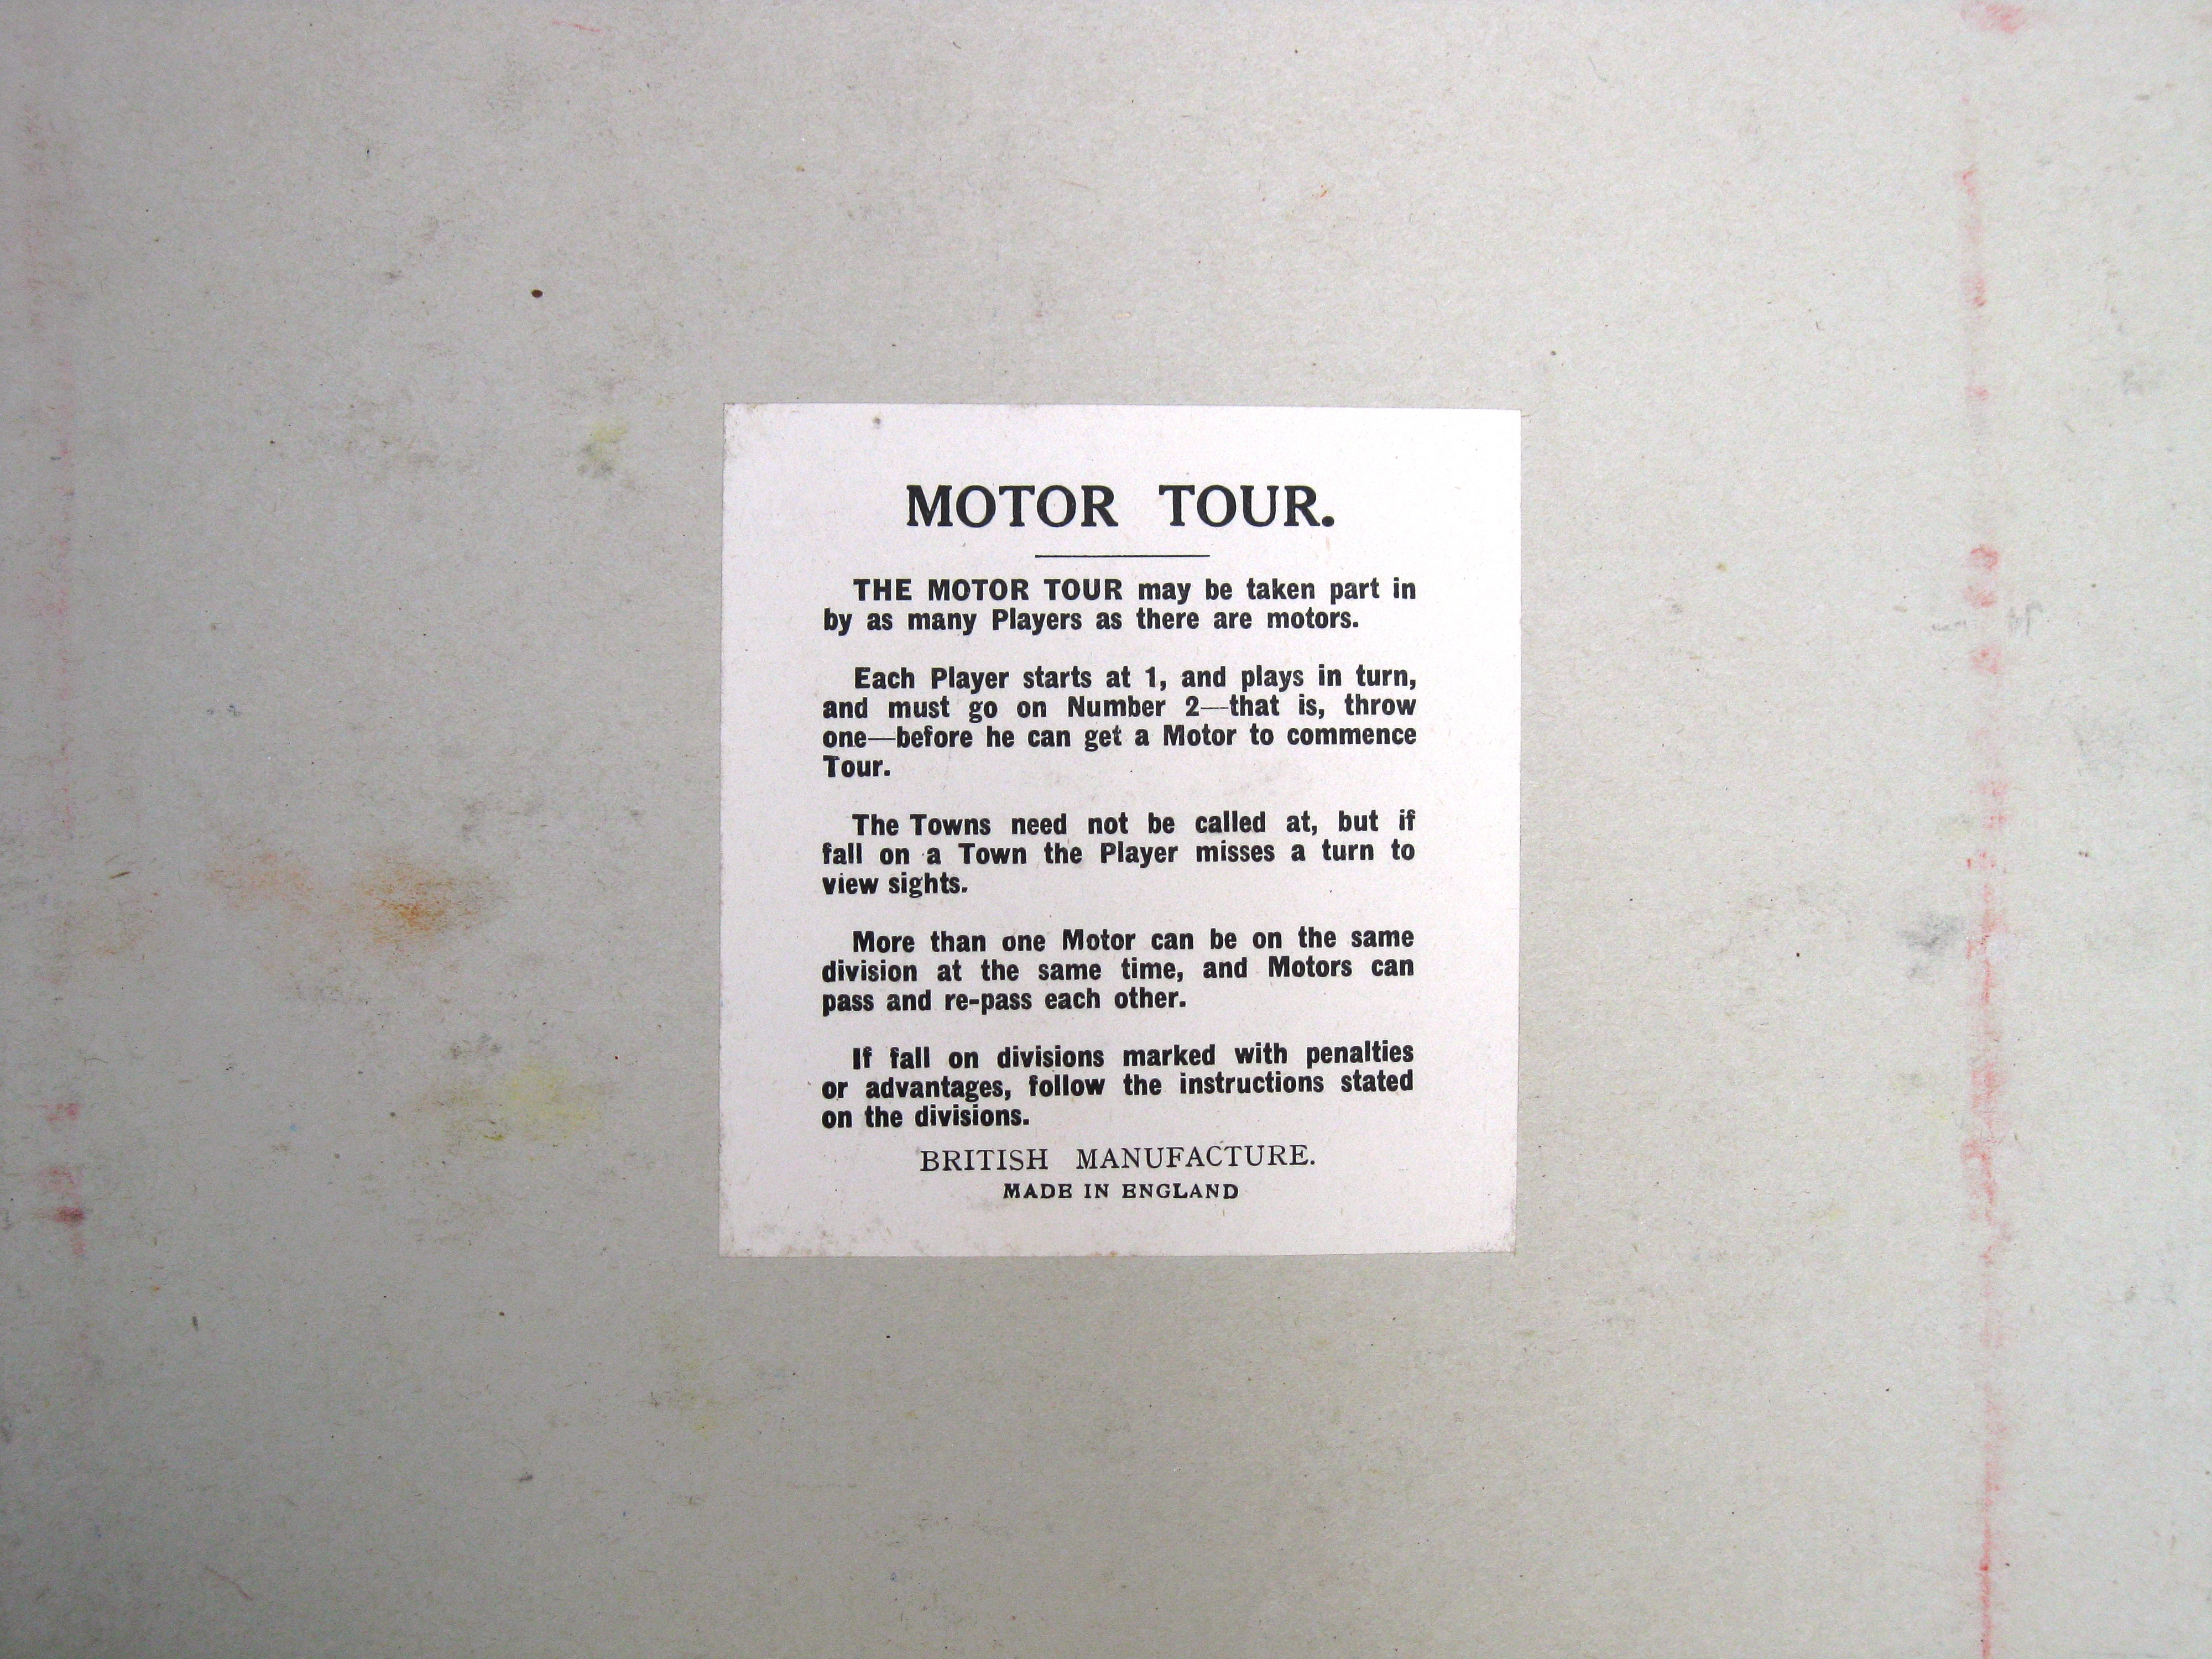 MOTOR TOUR.
THE MOTOR TOUR may be taken part in
by as many Players as there are motors.
Each Player starts at 1, and plays in turn,
and must go on Number 2—that is, throw
one—before he can get a Motor to commence
Tour.
The Towns need not be called at, but if
fall on a Town the Player misses a turn to
view sights.
More than one Motor can be on the same
division at the same time, and Motors can
pass and re-pass each other.
If fall on divisions marked with penalties
or advantages, follow the instructions stated
on the divisions.
BRITISH MANUFACTURE.
MADE IN ENGLAND